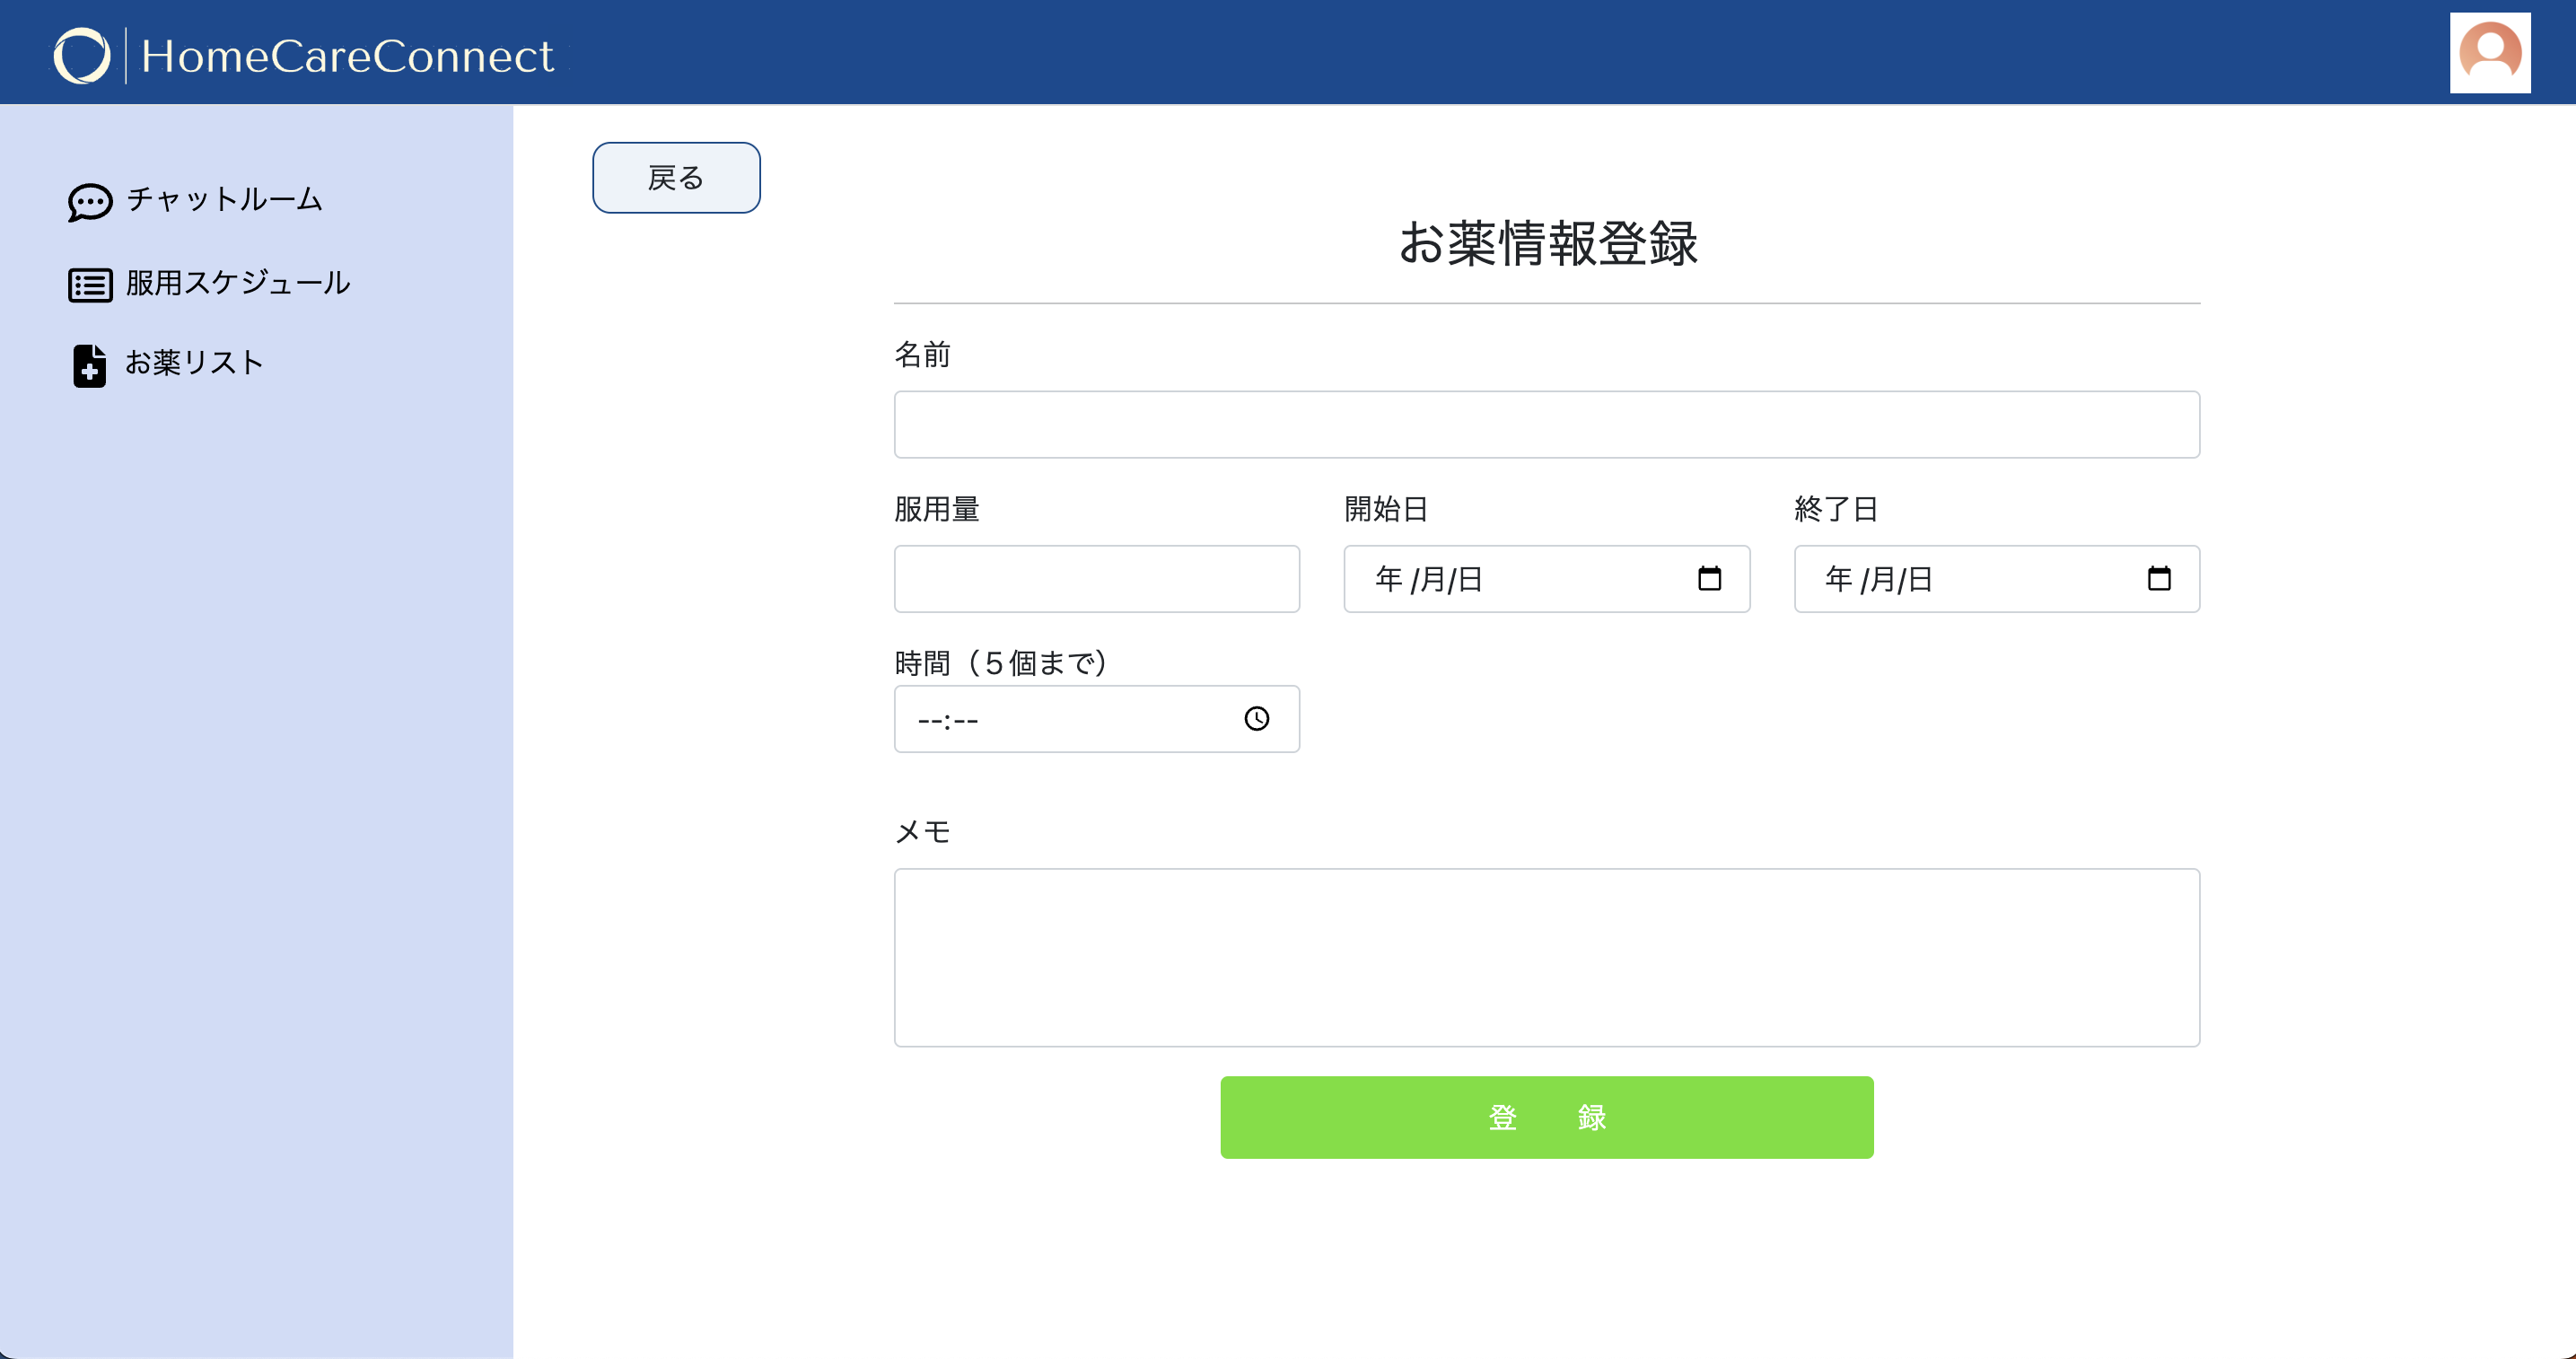 HomeCareConnect
チャットルーム
服用スケジュール
お薬リスト
戻る
お薬情報登録
名前
服用量
開始日
終了日
年 /月/日
年 /月/日
時間（５個まで）
--:--
メモ
登　　録